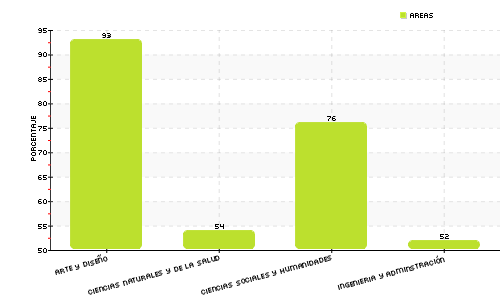 AREAS
PORCENTAJE
95
90
85
80
75
70
65
60
55
50
93
54
76
52
ARTE Y DISEÑO
CIENCIAS NATURALES Y DE LA SALUD
CIENCIAS SOCIALES Y HUMANIDADES
INGENIERIA Y ADMINSTRACIÓN